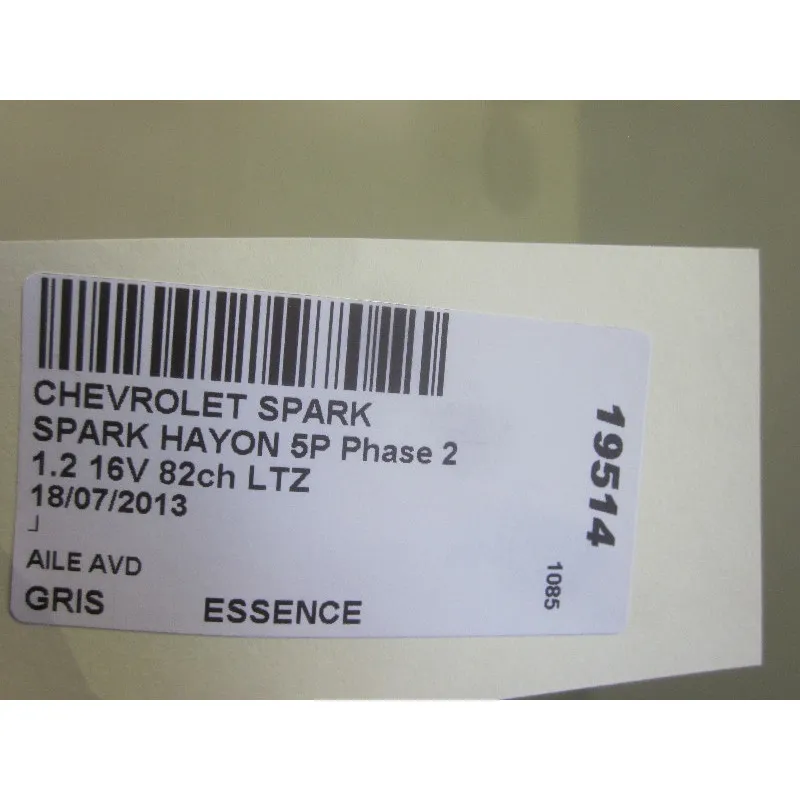 CHEVROLET SPARK
SPARK HAYON 5P Phase 2
1.2 16V 82ch LTZ
18/07/2013
AILE AVD
GRIS ESSENCE
19514
1085